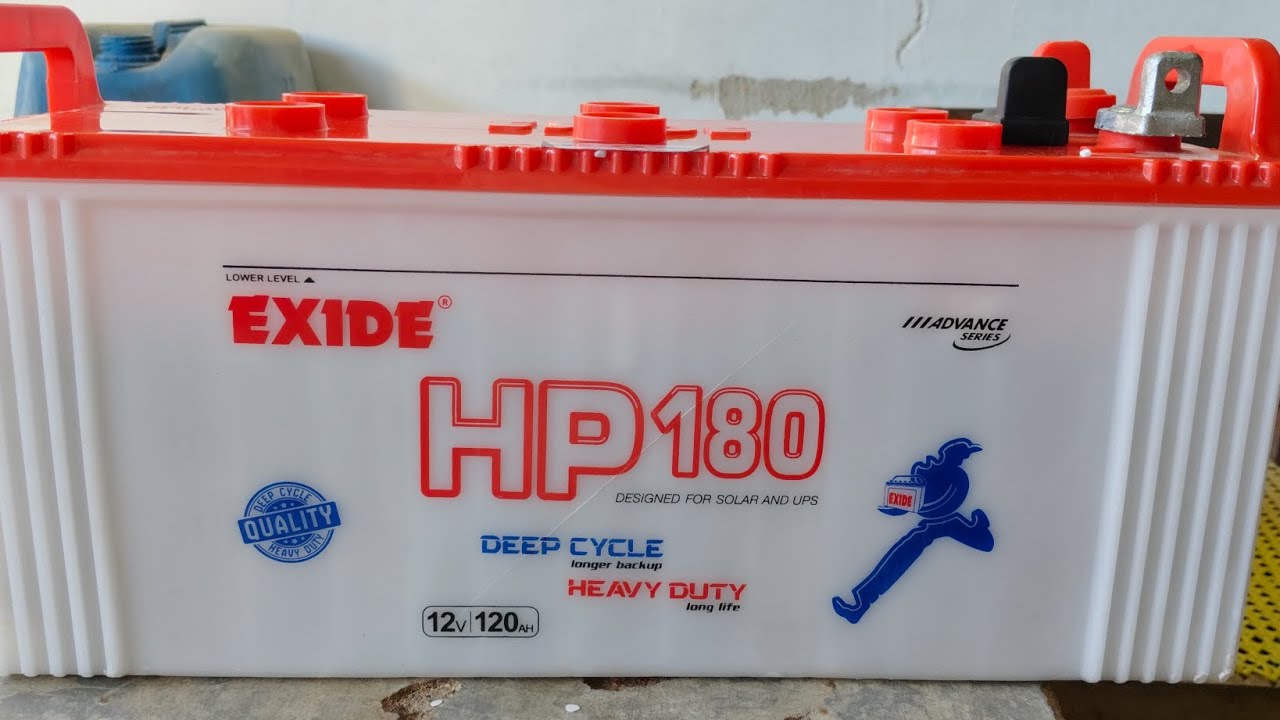 LOWER LEVEL
EXIDE®
///ADVANCE
SERIES
HP180
DESIGNED FOR SOLAR AND UPS
DEEP CYCLE
QUALITY
HEAVY DUTY
EXIDE
DEEP CYCLE
longer backup
HEAVY DUTY
long life
12V 120AH